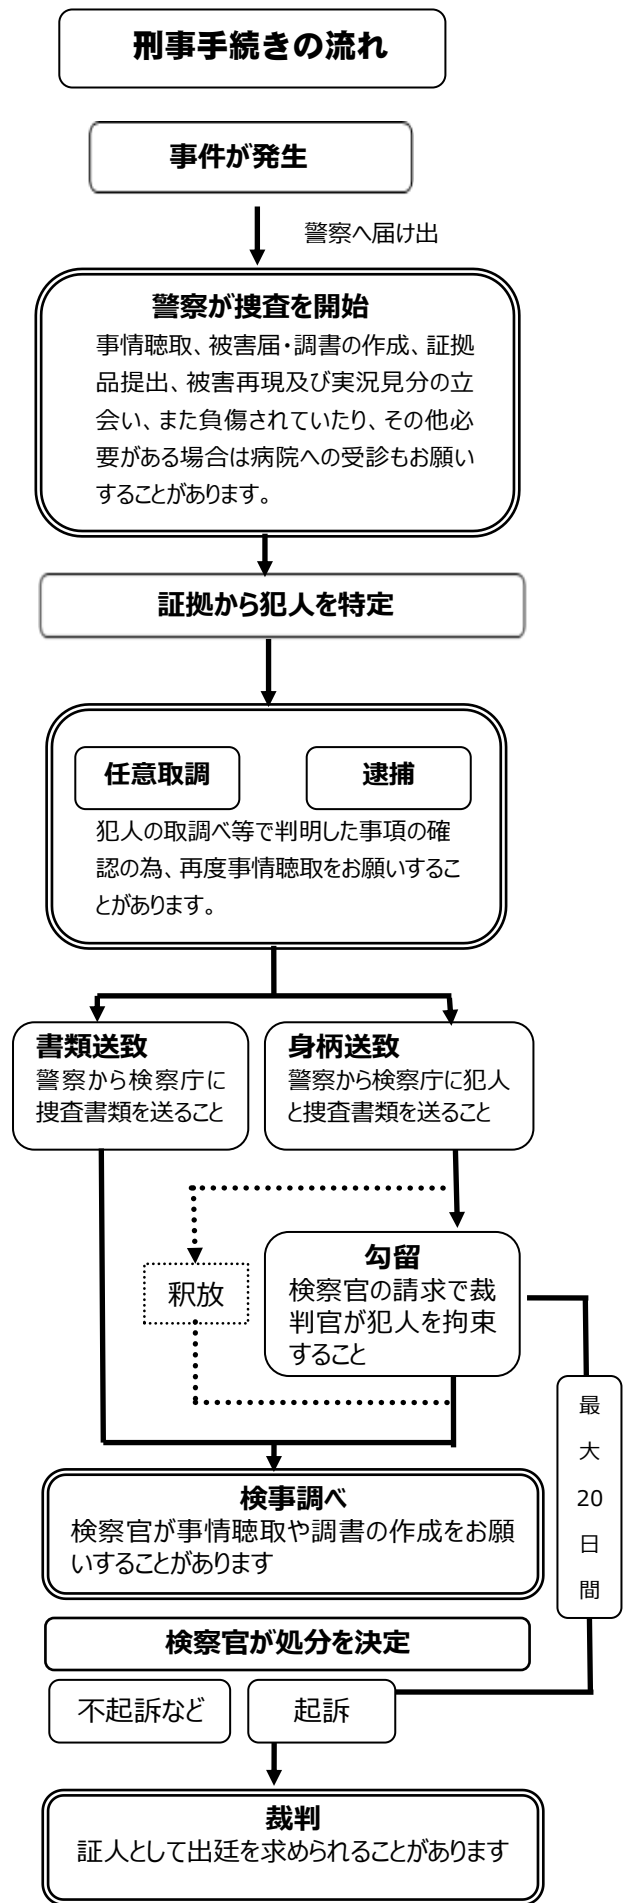 刑事手続きの流れ
事件が発生
警察へ届け出
警察が捜査を開始
事情聴取、被害届・調書の作成、証拠
品提出、被害再現及び実況見分の立
会い、また負傷されていたり、その他必
要がある場合は病院への受診もお願い
することがあります。
証拠から犯人を特定
任意取調
逮捕
犯人の取調べ等で判明した事項の確
認の為、再度事情聴取をお願いするこ
とがあります。
書類送致
警察から検察庁に
捜査書類を送ること
身柄送致
警察から検察庁に犯人
と捜査書類を送ること
釈放
勾留
検察官の請求で裁
判官が犯人を拘束
すること
最
大
20
日
間
検事調べ
検察官が事情聴取や調書の作成をお願
いすることがあります
検察官が処分を決定
不起訴など
起訴
裁判
証人として出廷を求められることがあります